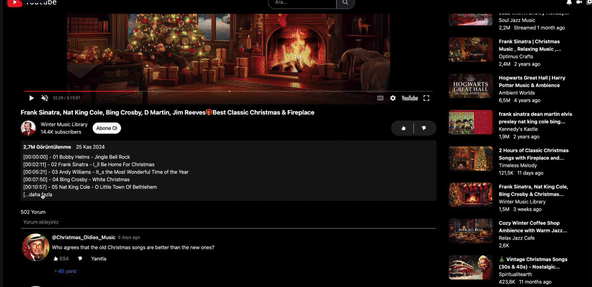 YouTube
Ara...
32:29 / 8:15:07
YouTube
Frank Sinatra, Nat King Cole, Bing Crosby, D Martin, Jim Reeves🎁Best Classic Christmas & Fireplace
Winter Music Library
14.4K subscribers
Abone Ol
2,7M Görüntülenme 25 Kas 2024
[00:00:00] - 01 Bobby Helms - Jingle Bell Rock
[00:02:11] - 02 Frank Sinatra - I_ll Be Home For Christmas
[00:05:21] - 03 Andy Williams - It_s the Most Wonderful Time of the Year
[00:07:50] - 04 Bing Crosby - White Christmas
[00:10:57] - 05 Nat King Cole - O Little Town Of Bethlehem
[...daha fazla
502 Yorum
Yorum ekleyiniz
@Christmas_Oldies_Music 6 days ago
Who agrees that the old Christmas songs are better than the new ones?
694 Yanıtla
45 yanıt
Soul Jazz Music
2,2M Streamed 1 month ago
Frank Sinatra | Christmas
Music , Relaxing Music ,...
Optimus Crafts
2,4M 2 years ago
HOGWARTS
GREAT HALL
Hogwarts Great Hall | Harry
Potter Music & Ambience
Ambient Worlds
6,5M 4 years ago
frank sinatra dean martin elvis
presley nat king cole bing...
Kennedy's Kastle
1,9M 2 years ago
2 Hours of Classic Christmas
Songs with Fireplace and...
Timeless Melody
121,5K 11 days ago
Frank Sinatra, Nat King Cole,
Bing Crosby & Christmas...
Winter Music Library
1,5M 3 weeks ago
Cozy Winter Coffee Shop
Ambience with Warm Jazz...
Relax Jazz Cafe
2,6K
🎄 Vintage Christmas Songs
(30s & 40s) - Nostalgic...
Spiritualitearth
423,6K 11 months ago